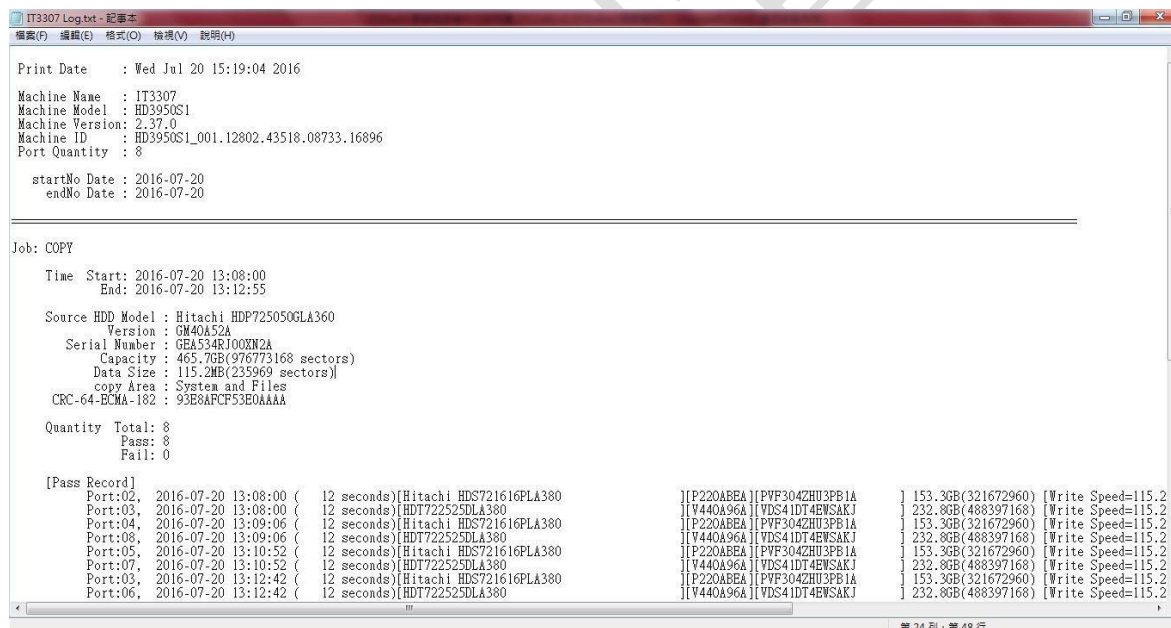 IT3307 Log.txt - 記事本
檔案(F) 編輯(E) 格式(O) 檢視(V) 說明(H)
Print Date : Wed Jul 20 15:19:04 2016
Machine Name : IT3307
Machine Model : HD3950S1
Machine Version: 2.37.0
Machine ID : HD3950S1_001.12802.43518.08733.16896
Port Quantity : 8
startNo Date : 2016-07-20
endNo Date : 2016-07-20
Job: COPY
Time Start: 2016-07-20 13:08:00
End: 2016-07-20 13:12:55
Source HDD Model : Hitachi HDP725050GLA360
Version : GM4OA52A
Serial Number : GEA534RJ00XN2A
Capacity : 465.7GB(976773168 sectors)
Data Size : 115.2MB(235969 sectors)
copy Area : System and Files
CRC-64-ECMA-182 : 93E8AFCF53E0AAAA
Quantity Total: 8
Pass: 8
Fail: 0
[Pass Record]
Port:02, 2016-07-20 13:08:00 ( 12 seconds)[Hitachi HDS721616PLA380 ][P22OABEA][PVF304ZHU3PB1A ] 153.3GB(321672960) [Write Speed=115.2
Port:03, 2016-07-20 13:08:00 ( 12 seconds)[HDT722525DLA380 ][V44OA96A][VDS41DT4EWSAKJ ] 232.8GB(488397168) [Write Speed=115.2
Port:04, 2016-07-20 13:09:06 ( 12 seconds)[Hitachi HDS721616PLA380 ][P22OABEA][PVF304ZHU3PB1A ] 153.3GB(321672960) [Write Speed=115.2
Port:08, 2016-07-20 13:09:06 ( 12 seconds)[HDT722525DLA380 ][V44OA96A][VDS41DT4EWSAKJ ] 232.8GB(488397168) [Write Speed=115.2
Port:05, 2016-07-20 13:10:52 ( 12 seconds)[Hitachi HDS721616PLA380 ][P22OABEA][PVF304ZHU3PB1A ] 153.3GB(321672960) [Write Speed=115.2
Port:07, 2016-07-20 13:10:52 ( 12 seconds)[HDT722525DLA380 ][V44OA96A][VDS41DT4EWSAKJ ] 232.8GB(488397168) [Write Speed=115.2
Port:03, 2016-07-20 13:12:42 ( 12 seconds)[Hitachi HDS721616PLA380 ][P22OABEA][PVF304ZHU3PB1A ] 153.3GB(321672960) [Write Speed=115.2
Port:06, 2016-07-20 13:12:42 ( 12 seconds)[HDT722525DLA380 ][V44OA96A][VDS41DT4EWSAKJ ] 232.8GB(488397168) [Write Speed=115.2
第 24 列，第 48 行